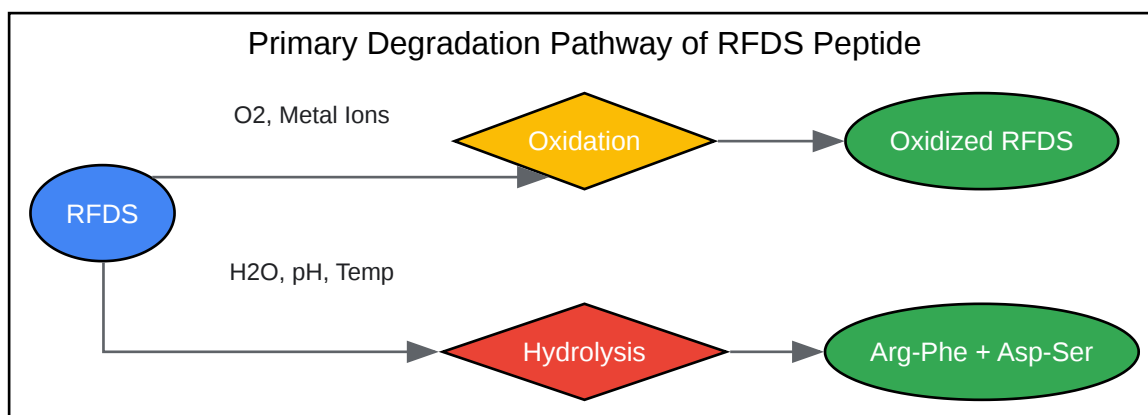 Primary Degradation Pathway of RFDS Peptide
O2, Metal Ions
Oxidation
Oxidized RFDS
RFDS
H2O, pH, Temp
Hydrolysis
Arg-Phe + Asp-Ser